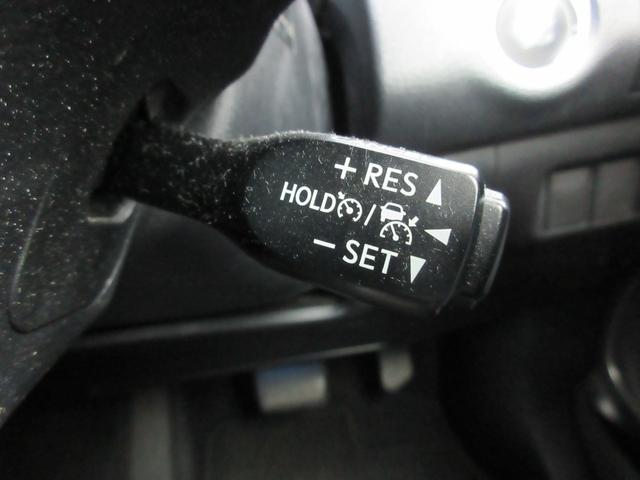 + RES ▲
HOLD / ◀
− SET ▼